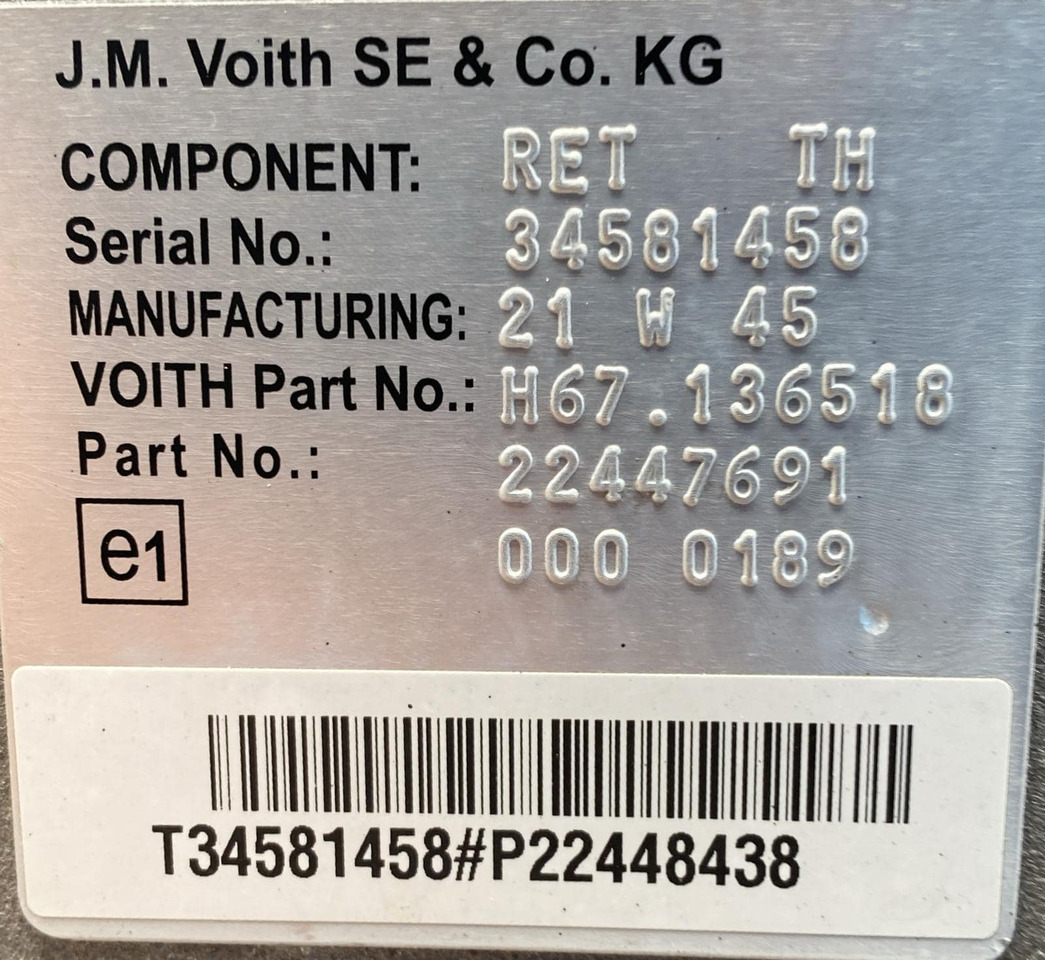 J.M. Voith SE & Co. KG
COMPONENT: RET TH
Serial No.: 34581458
MANUFACTURING: 21 W 45
VOITH Part No.: H67.136518
Part No.: 22447691
e1 000 0189
T34581458#P22448438